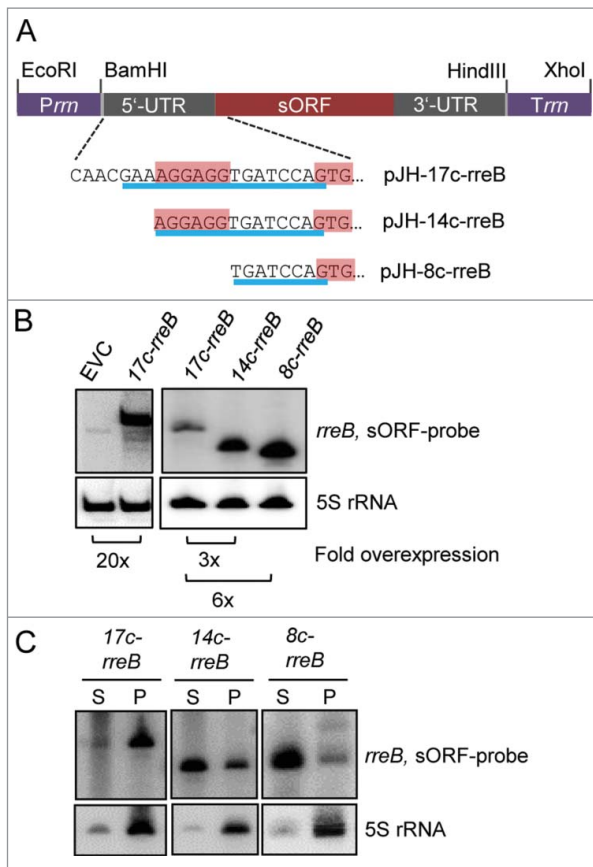 A
EcoRI BamHI HindIII XhoI
Prrn 5'-UTR sORF 3'-UTR Trrn
CAACGAAAGGAGGTGATCCAGTG... pJH-17c-rreB
AGGAGGTGATCCAGTG... pJH-14c-rreB
TGATCCAGTG... pJH-8c-rreB
B
EVC 17c-rreB 17c-rreB 14c-rreB 8c-rreB
rreB, sORF-probe
5S rRNA
20x 3x Fold overexpression
6x
C
17c- 14c- 8c-
rreB rreB rreB
S P S P S P
rreB, sORF-probe
5S rRNA